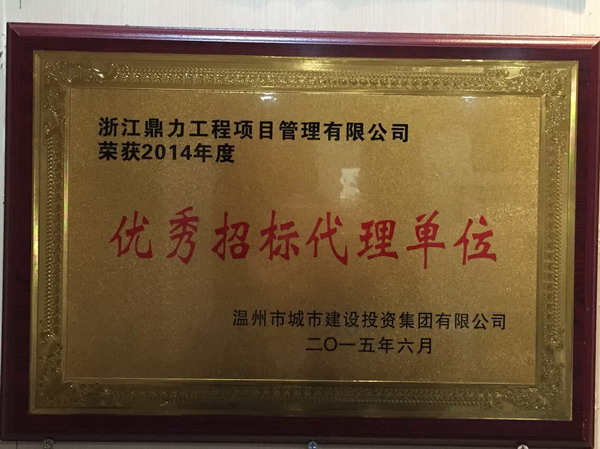 浙江鼎力工程项目管理有限公司
荣获2014年度
优秀招标代理单位
温州市城市建设投资集团有限公司
二〇一五年六月